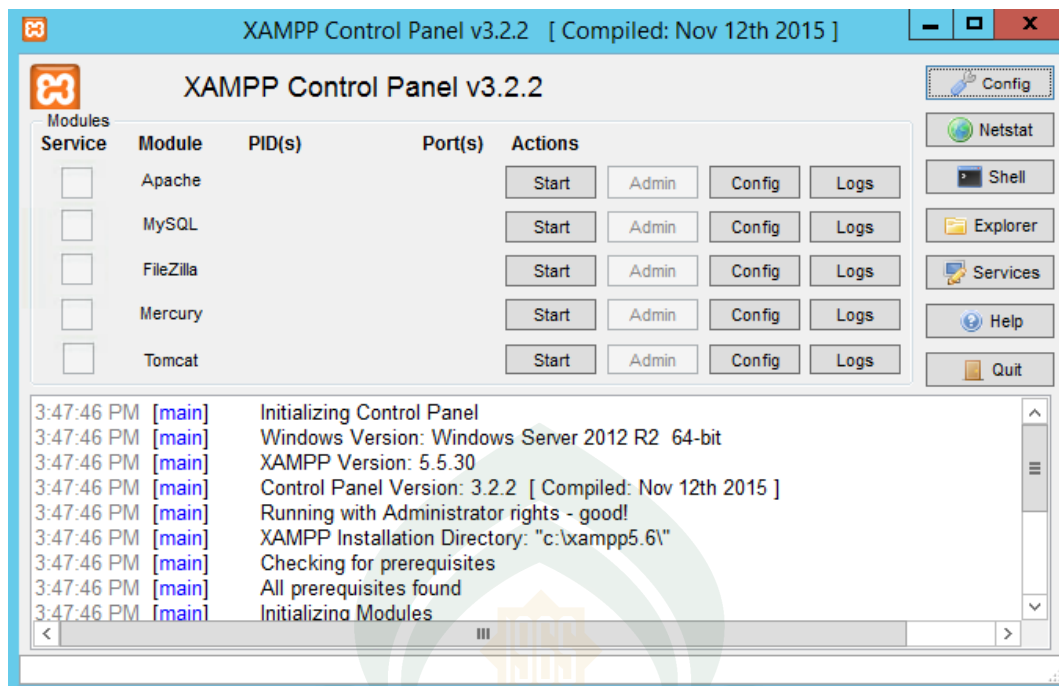 XAMPP Control Panel v3.2.2 [ Compiled: Nov 12th 2015 ]
XAMPP Control Panel v3.2.2
Config
Modules
Service Module PID(s) Port(s) Actions
Netstat
Apache Start Admin Config Logs
Shell
MySQL Start Admin Config Logs
Explorer
FileZilla Start Admin Config Logs
Services
Mercury Start Admin Config Logs
Help
Tomcat Start Admin Config Logs
Quit
3:47:46 PM [main] Initializing Control Panel
3:47:46 PM [main] Windows Version: Windows Server 2012 R2 64-bit
3:47:46 PM [main] XAMPP Version: 5.5.30
3:47:46 PM [main] Control Panel Version: 3.2.2 [ Compiled: Nov 12th 2015 ]
3:47:46 PM [main] Running with Administrator rights - good!
3:47:46 PM [main] XAMPP Installation Directory: "c:\xampp5.6\"
3:47:46 PM [main] Checking for prerequisites
3:47:46 PM [main] All prerequisites found
3:47:46 PM [main] Initializing Modules